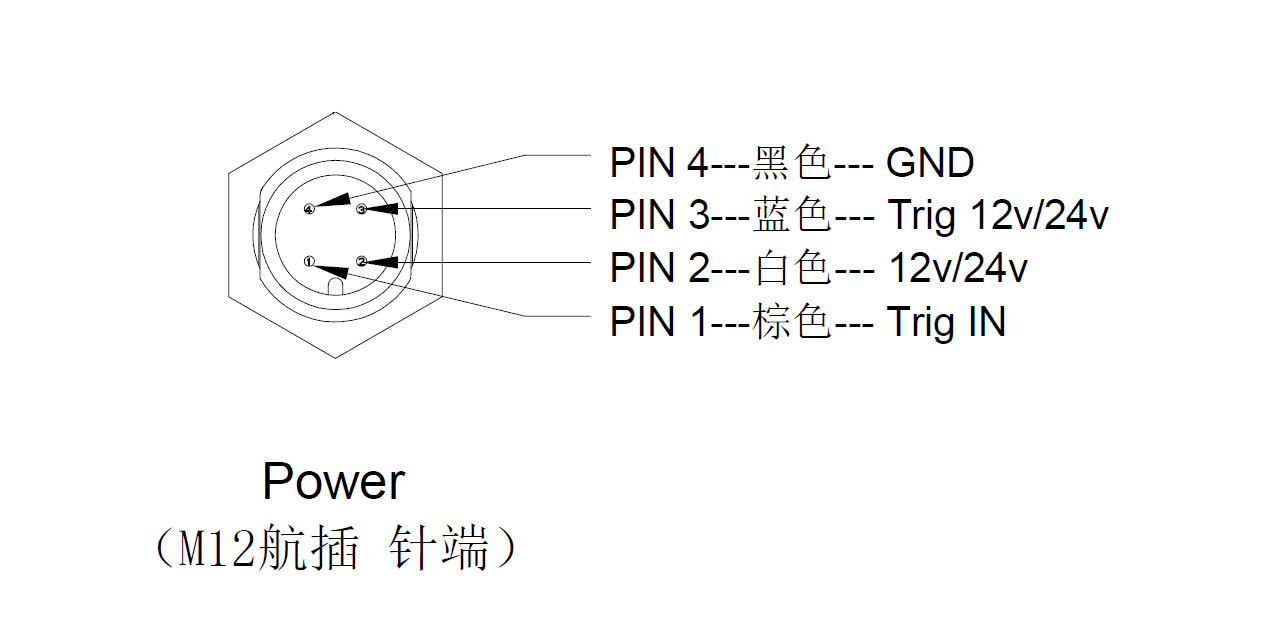 PIN 4---黑色--- GND
PIN 3---蓝色--- Trig 12v/24v
PIN 2---白色--- 12v/24v
PIN 1---棕色--- Trig IN
4 3
1 2
Power
（M12航插 针端）